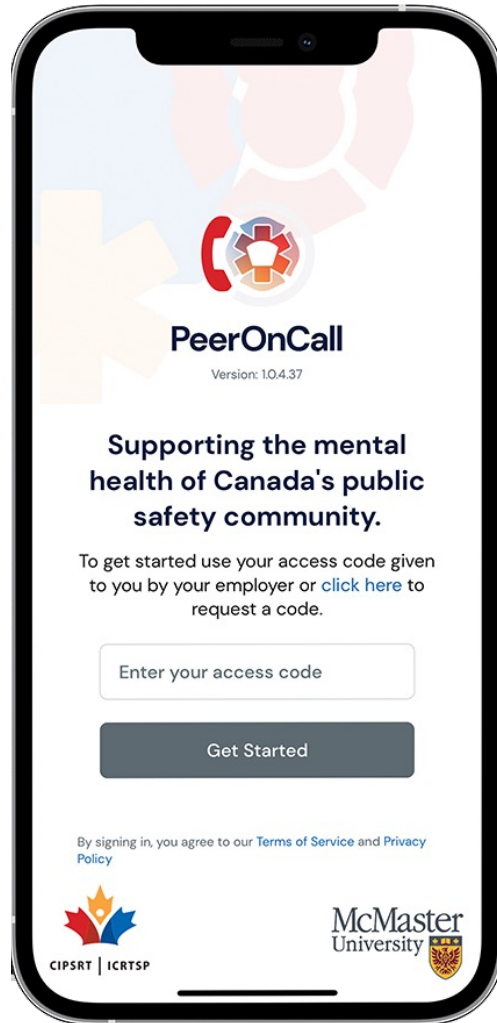 PeerOnCall
Version: 1.0.4.37
Supporting the mental
health of Canada's public
safety community.
To get started use your access code given
to you by your employer or click here to
request a code.
Enter your access code
Get Started
By signing in, you agree to our Terms of Service and Privacy
Policy
CIPSRT | ICRTSP
McMaster
University